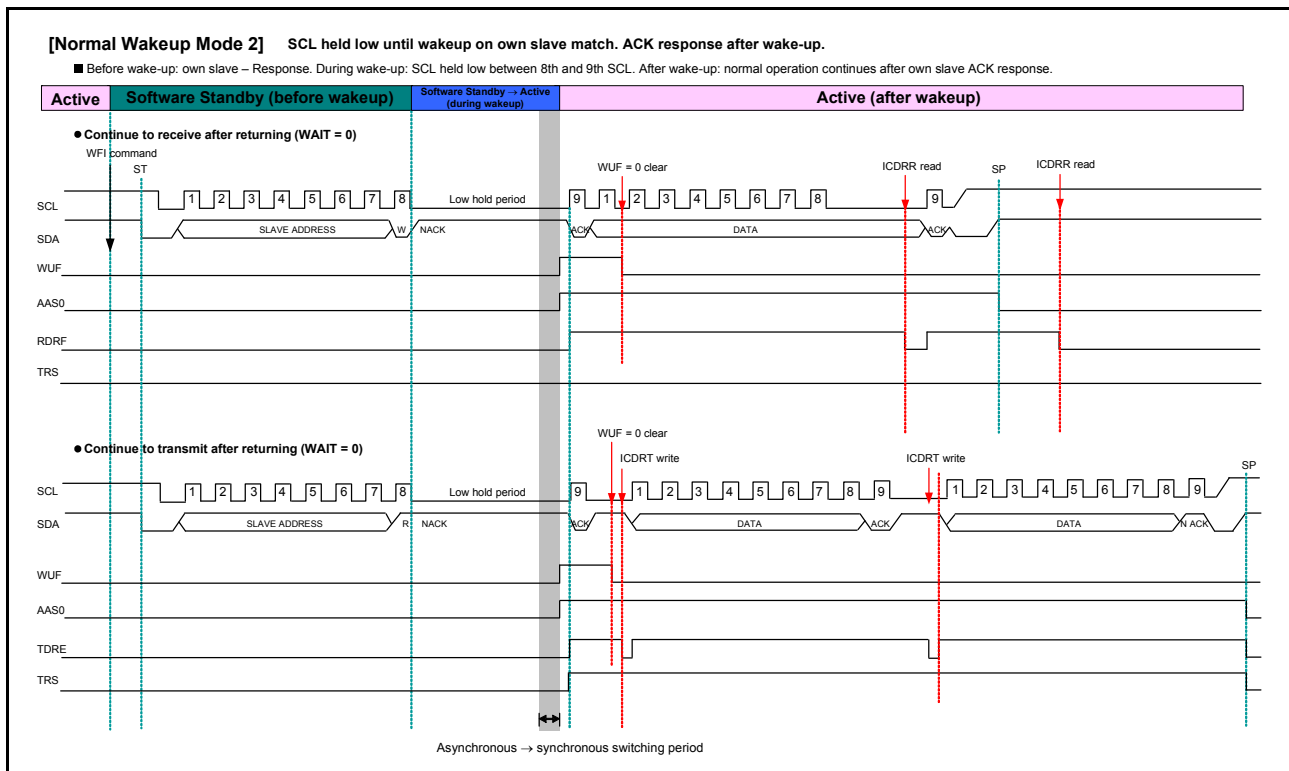 [Normal Wakeup Mode 2] SCL held low until wakeup on own slave match. ACK response after wake-up.
■ Before wake-up: own slave – Response. During wake-up: SCL held low between 8th and 9th SCL. After wake-up: normal operation continues after own slave ACK response.
Active Software Standby (before wakeup) Software Standby → Active (during wakeup) Active (after wakeup)
● Continue to receive after returning (WAIT = 0)
WFI command
ST WUF = 0 clear ICDRR read SP ICDRR read
SCL 1 2 3 4 5 6 7 8 Low hold period 9 1 2 3 4 5 6 7 8 9
SDA SLAVE ADDRESS W NACK ACK DATA ACK
WUF
AAS0
RDRF
TRS
● Continue to transmit after returning (WAIT = 0)
WUF = 0 clear
ICDRT write ICDRT write SP
SCL 1 2 3 4 5 6 7 8 Low hold period 9 1 2 3 4 5 6 7 8 9 1 2 3 4 5 6 7 8 9
SDA SLAVE ADDRESS R NACK ACK DATA ACK DATA N ACK
WUF
AAS0
TDRE
TRS
Asynchronous → synchronous switching period